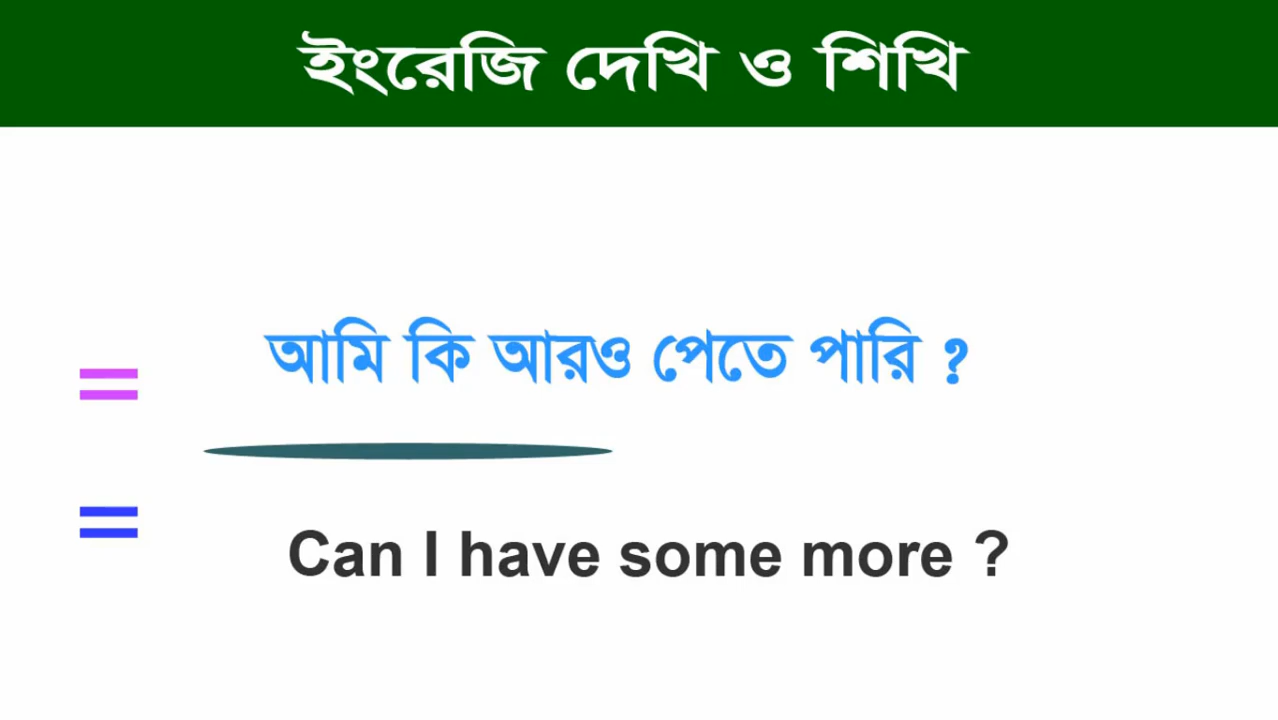 ইংরেজি দেখি ও শিখি
= আমি কি আরও পেতে পারি ?
= Can I have some more ?